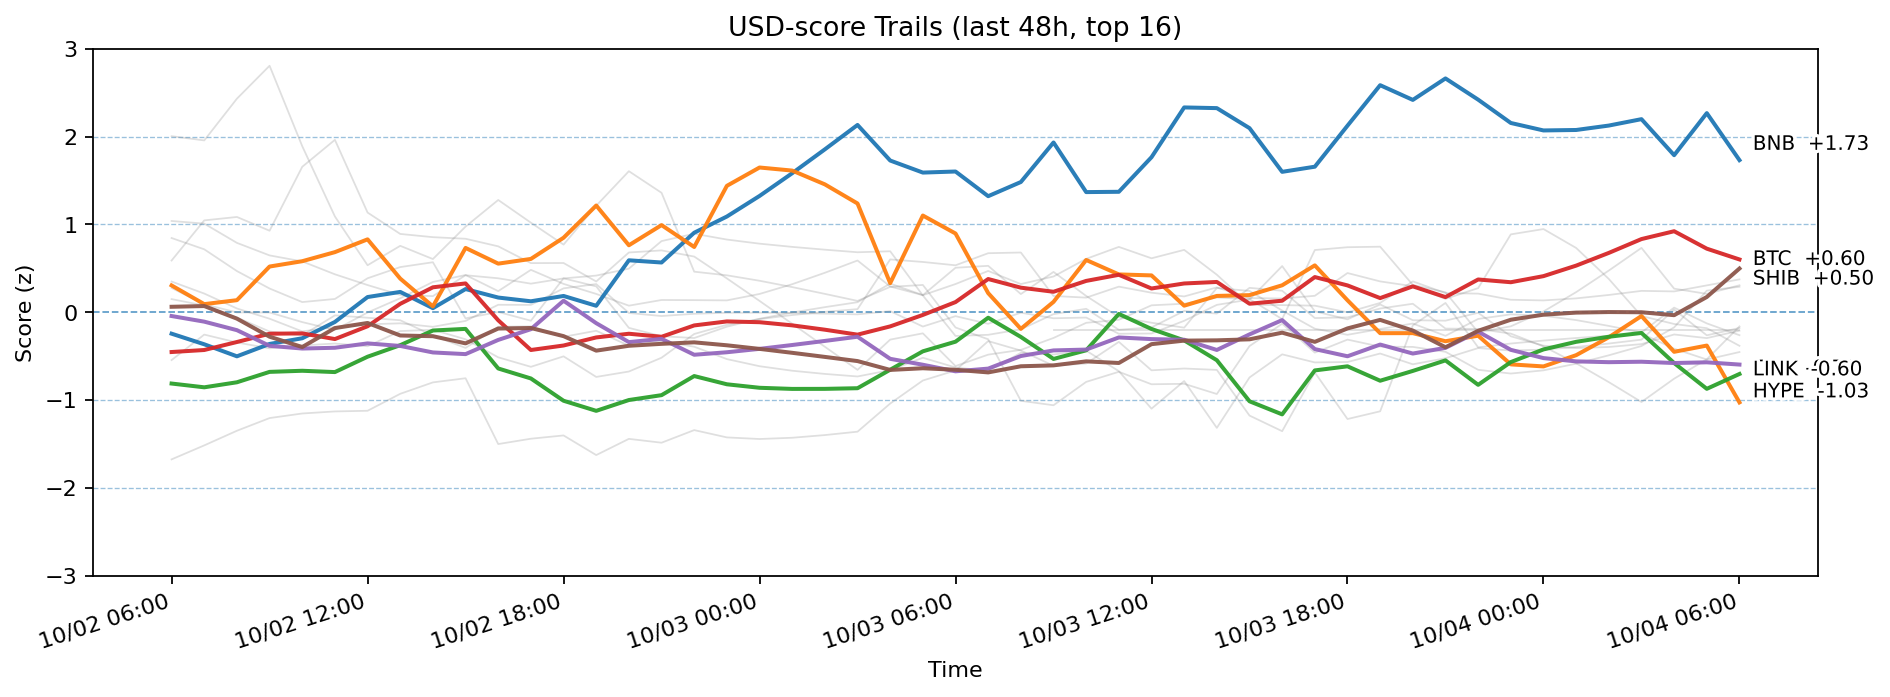 USD-score Trails (last 48h, top 16)
3
2
1
0
−1
−2
−3
Score (z)
BNB +1.73
BTC +0.60
SHIB +0.50
LINK -0.60
HYPE -1.03
10/02 06:00
10/02 12:00
10/02 18:00
10/03 00:00
10/03 06:00
10/03 12:00
10/03 18:00
10/04 00:00
10/04 06:00
Time